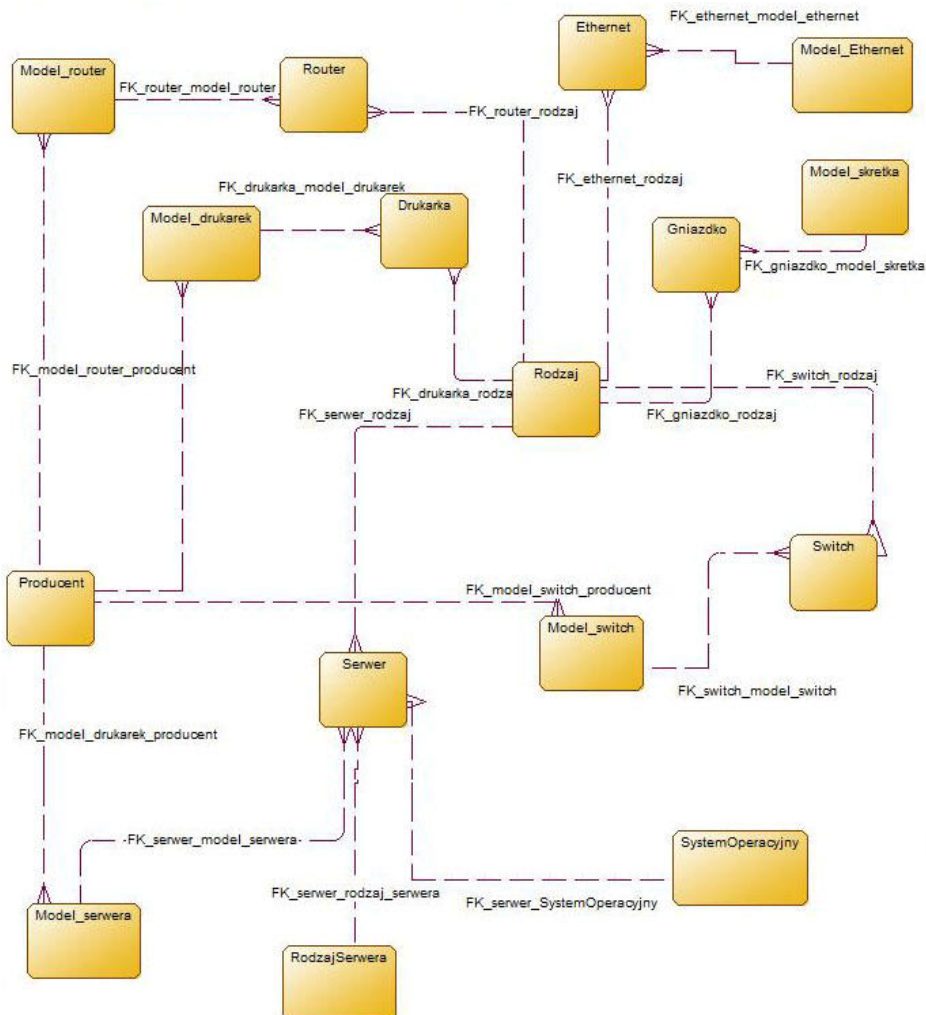 FK_ethernet_model_ethernet
Ethernet
Model_Ethernet
Model_router
Router
FK_router_model_router
FK_router_rodzaj
Model_skretka
FK_ethernet_rodzaj
FK_drukarka_model_drukarek
Drukarka
Model_drukarek
Gniazdko
FK_gniazdko_model_skretka
FK_model_router_producent
Rodzaj
FK_switch_rodzaj
FK_drukarka_rodza
FK_serwer_rodzaj
FK_gniazdko_rodzaj
Switch
Producent
FK_model_switch_producent
Model_switch
Serwer
FK_switch_model_switch
FK_model_drukarek_producent
FK_serwer_model_serwera
SystemOperacyjny
FK_serwer_rodzaj_serwera
FK_serwer_SystemOperacyjny
Model_serwera
RodzajSerwera